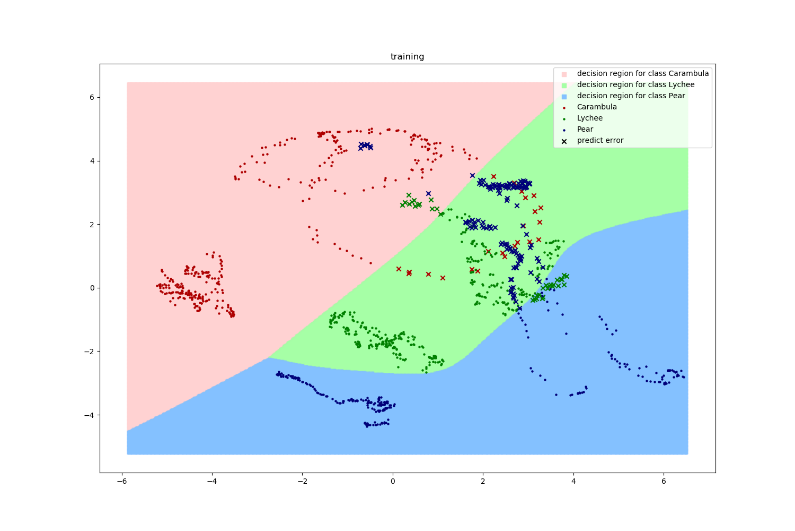 training
decision region for class Carambula
decision region for class Lychee
decision region for class Pear
Carambula
Lychee
Pear
predict error
6
4
2
0
−2
−4
−6 −4 −2 0 2 4 6